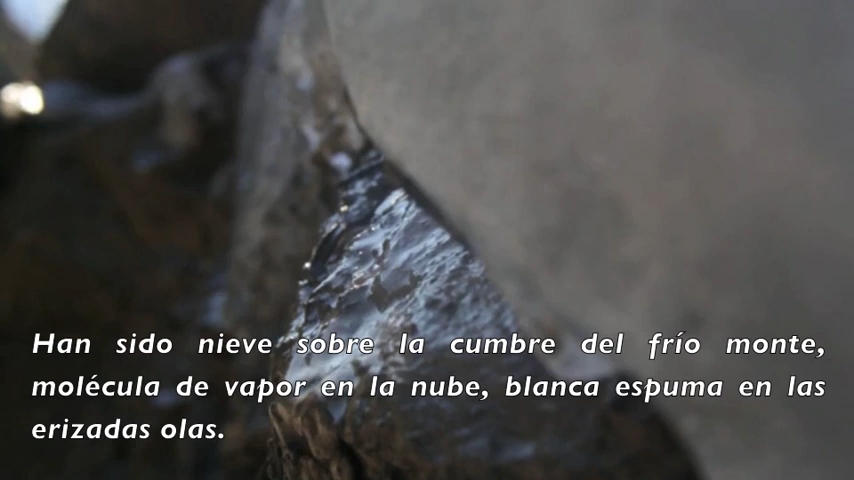 Han sido nieve sobre la cumbre del frío monte,
molécula de vapor en la nube, blanca espuma en las
erizadas olas.